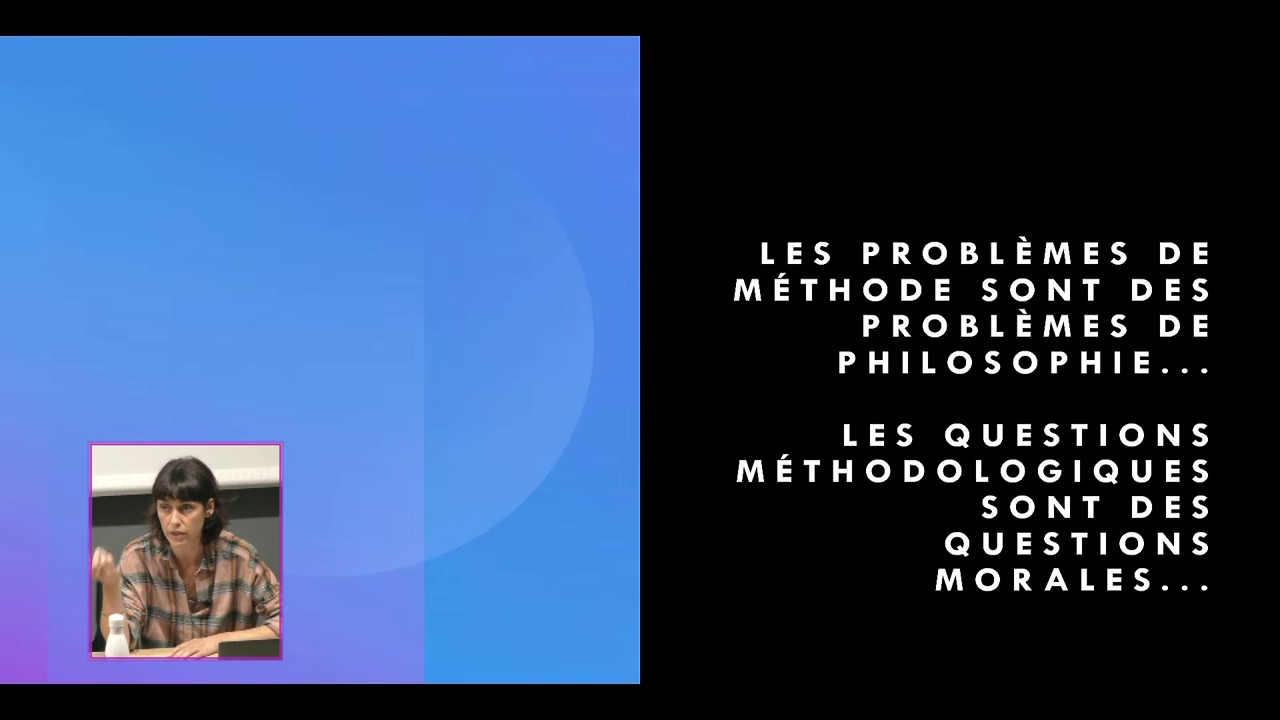 LES PROBLÈMES DE
MÉTHODE SONT DES
PROBLÈMES DE
PHILOSOPHIE...
LES QUESTIONS
MÉTHODOLOGIQUES
SONT DES
QUESTIONS
MORALES...